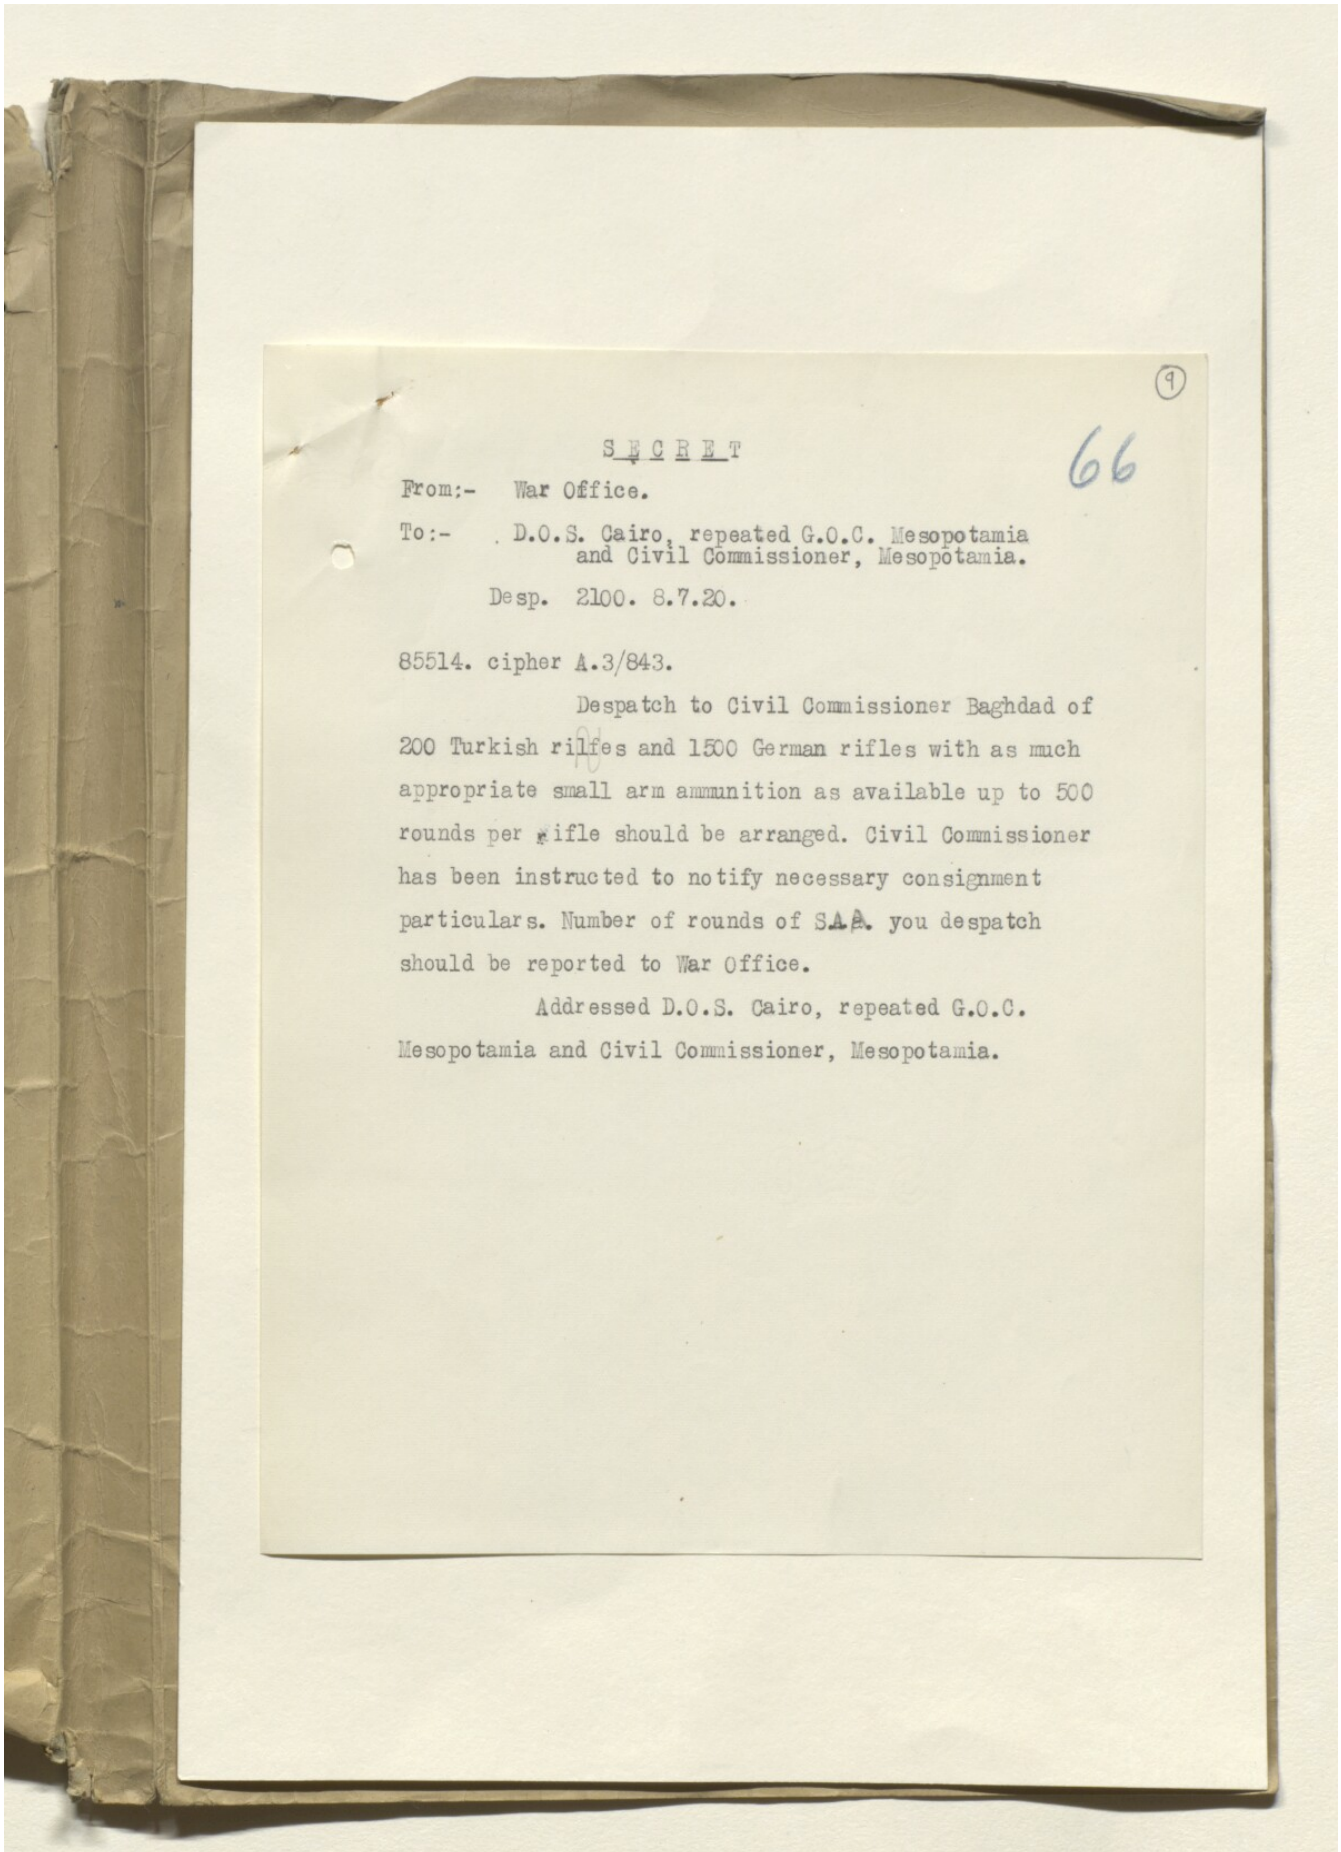 9
66
SECRET
From:- War Office.
To:- D.O.S. Cairo, repeated G.O.C. Mesopotamia
and Civil Commissioner, Mesopotamia.
Desp. 2100. 8.7.20.
85514. cipher A.3/843.
Despatch to Civil Commissioner Baghdad of
200 Turkish rilfes and 1500 German rifles with as much
appropriate small arm ammunition as available up to 500
rounds per rifle should be arranged. Civil Commissioner
has been instructed to notify necessary consignment
particulars. Number of rounds of S.A.A. you despatch
should be reported to War Office.
Addressed D.O.S. Cairo, repeated G.O.C.
Mesopotamia and Civil Commissioner, Mesopotamia.